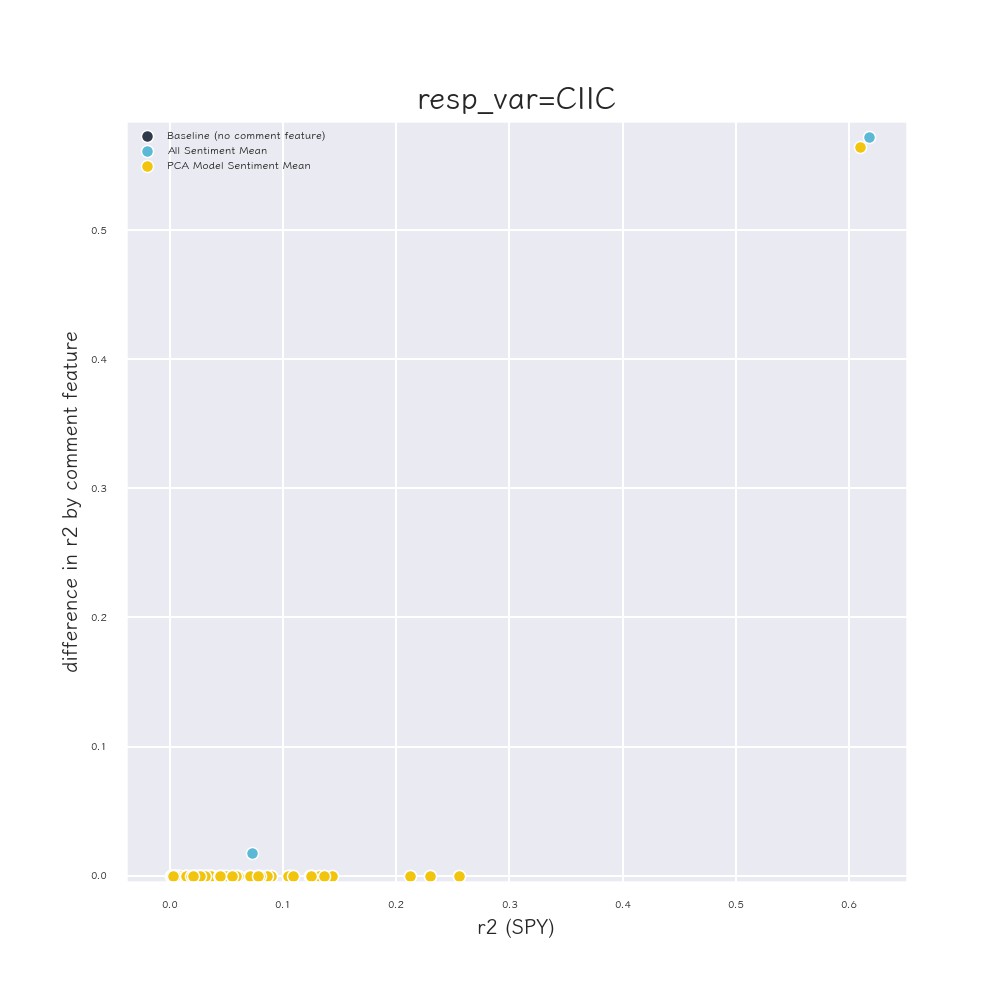 resp_var=CIIC
Baseline (no comment feature)
All Sentiment Mean
PCA Model Sentiment Mean
difference in r2 by comment feature
0.5
0.4
0.3
0.2
0.1
0.0
0.0 0.1 0.2 0.3 0.4 0.5 0.6
r2 (SPY)